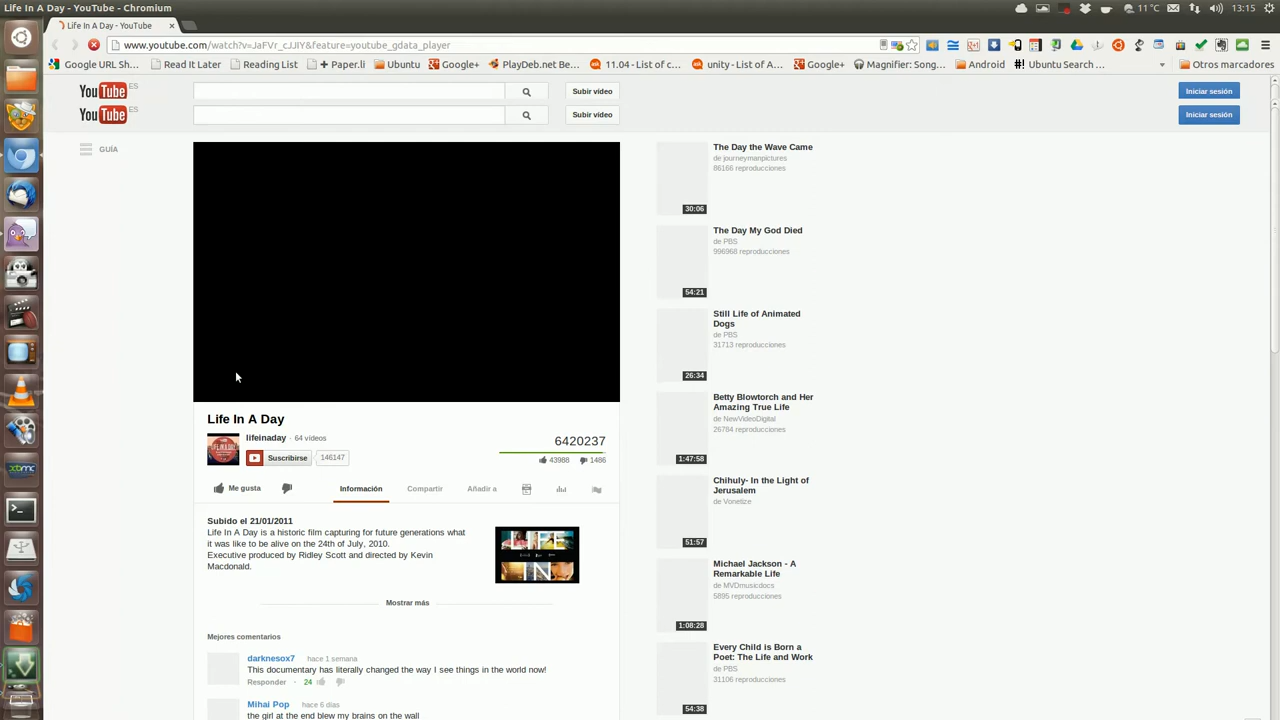 Life In A Day - YouTube - Chromium
13:15
Life In A Day - YouTube
www.youtube.com/watch?v=JaFVr_cJJIY&feature=youtube_gdata_player
Google URL Sh...
Read It Later
Reading List
+ Paper.li
Ubuntu
Google+
PlayDeb.net Be...
11.04 - List of c...
unity - List of A...
Google+
Magnifier: Song...
Android
Ubuntu Search ...
Otros marcadores
YouTube ES
Subir vídeo
Iniciar sesión
YouTube ES
Subir vídeo
Iniciar sesión
GUÍA
Life In A Day
lifeinaday · 64 vídeos
Suscribirse
146147
6420237
43988
1486
Me gusta
Información
Compartir
Añadir a
Subido el 21/01/2011
Life In A Day is a historic film capturing for future generations what
it was like to be alive on the 24th of July, 2010.
Executive produced by Ridley Scott and directed by Kevin
Macdonald.
Mostrar más
Mejores comentarios
darknesox7 hace 1 semana
This documentary has literally changed the way I see things in the world now!
Responder · 24
Mihai Pop hace 6 días
the girl at the end blew my brains on the wall
The Day the Wave Came
de journeymanpictures
86166 reproducciones
30:06
The Day My God Died
de PBS
996968 reproducciones
54:21
Still Life of Animated
Dogs
de PBS
31713 reproducciones
26:34
Betty Blowtorch and Her
Amazing True Life
de NewVideoDigital
26784 reproducciones
1:47:58
Chihuly- In the Light of
Jerusalem
de Vonetize
51:57
Michael Jackson - A
Remarkable Life
de MVDmusicdocs
5895 reproducciones
1:08:28
Every Child is Born a
Poet: The Life and Work
de PBS
31106 reproducciones
54:38